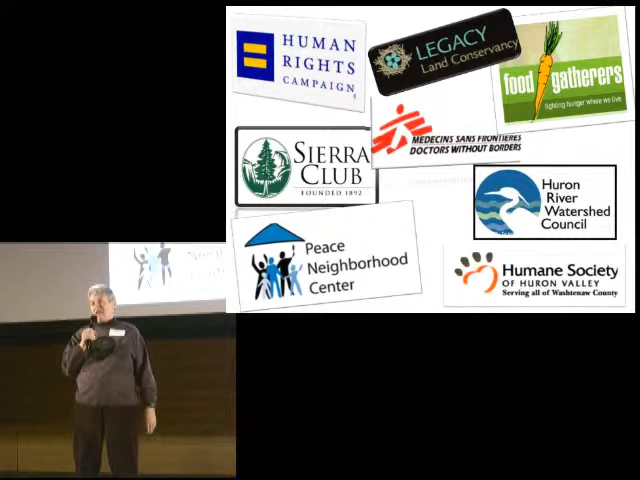 HUMAN
RIGHTS
CAMPAIGN
LEGACY
Land Conservancy
food gatherers
fighting hunger where we live
MEDECINS SANS FRONTIERES
DOCTORS WITHOUT BORDERS
SIERRA
CLUB
FOUNDED 1892
Huron
River
Watershed
Council
Peace
Neighborhood
Center
Humane Society
OF HURON VALLEY
Serving all of Washtenaw County